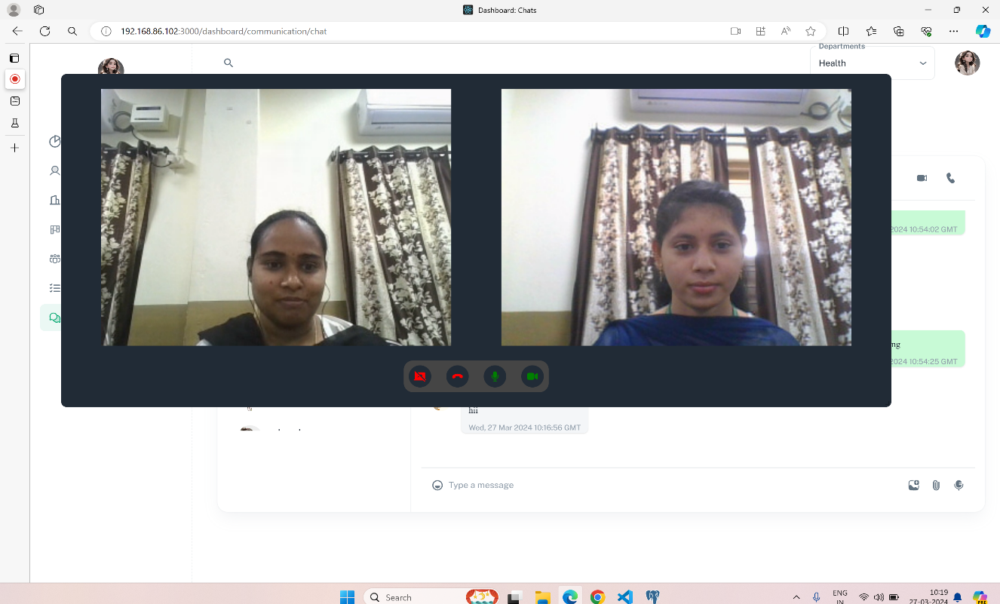 Dashboard: Chats
192.168.86.102:3000/dashboard/communication/chat
Departments
Health
2024 10:54:02 GMT
ng
2024 10:54:25 GMT
hii
Wed, 27 Mar 2024 10:16:56 GMT
Type a message
Search
ENG
IN
10:19
27-03-2024
PRE